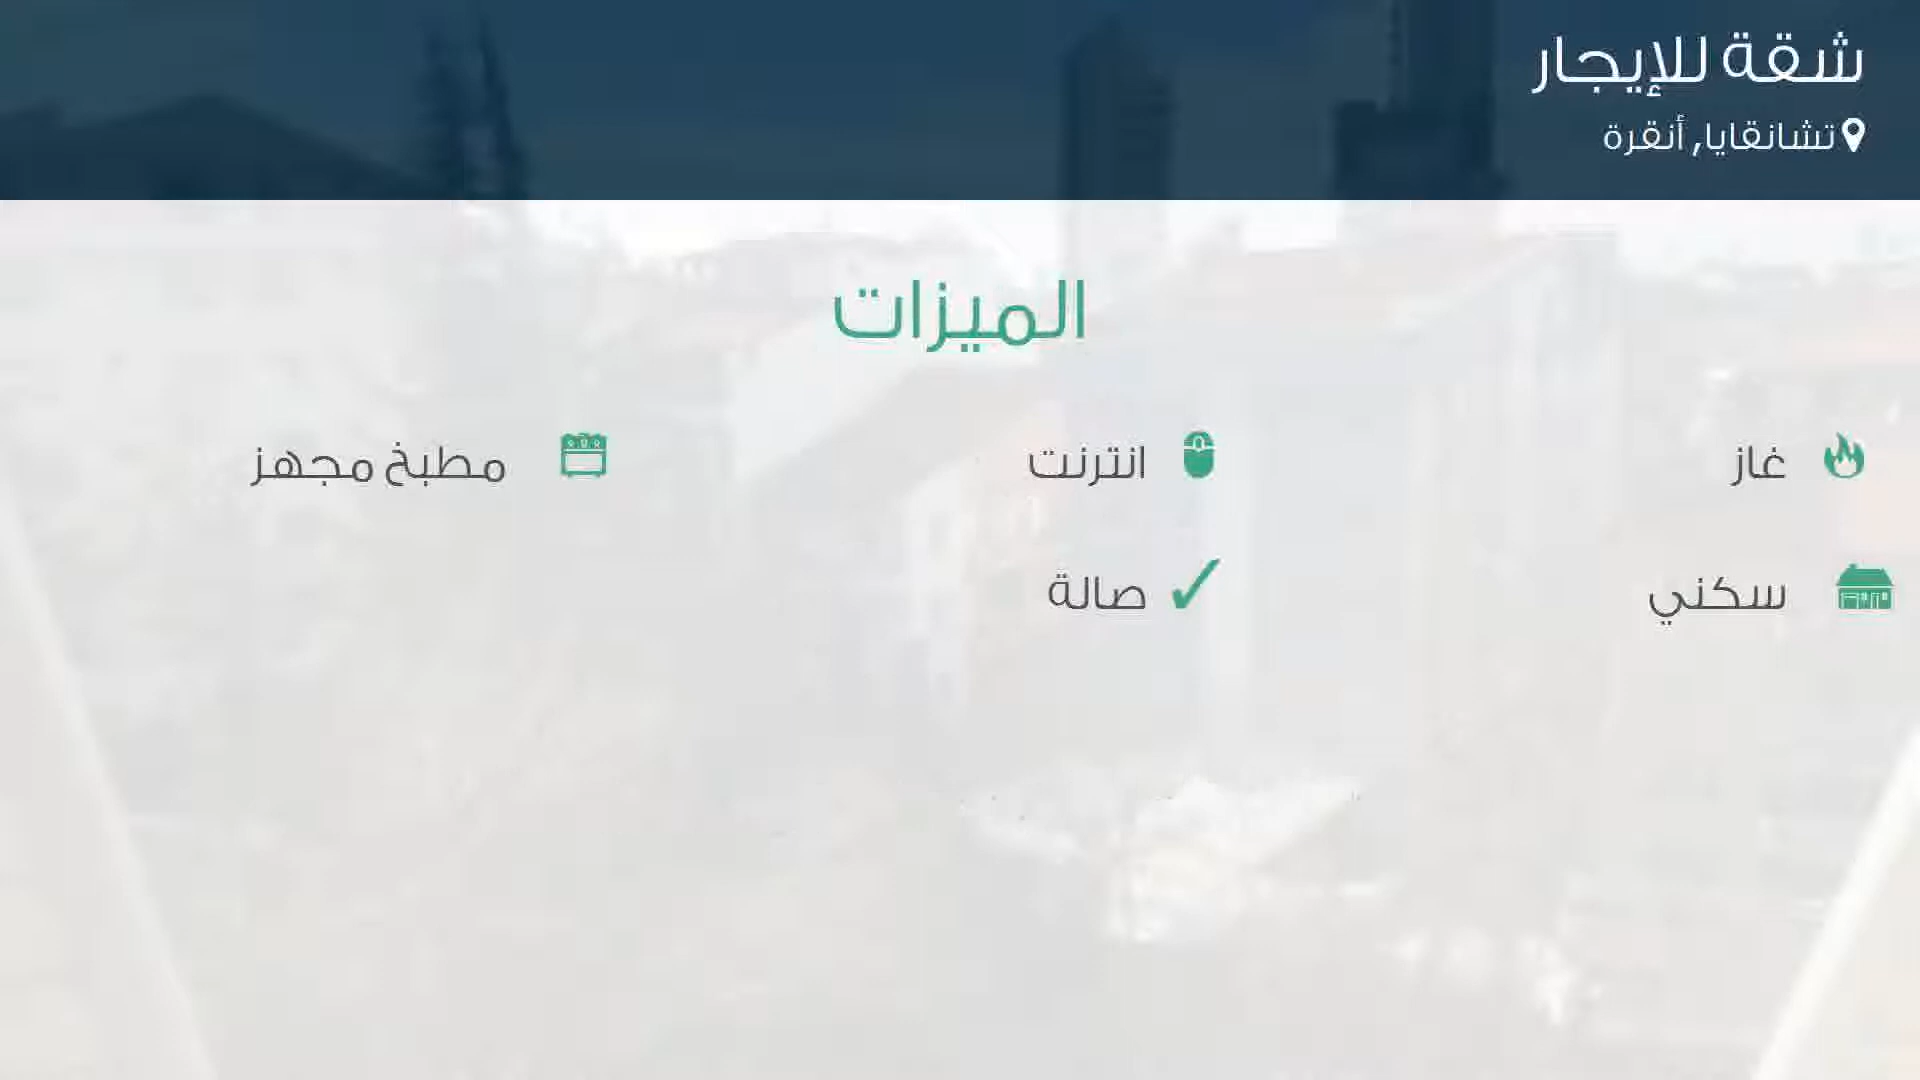 شقة للإيجار
تشانقايا, أنقرة
الميزات
غاز
انترنت
مطبخ مجهز
سكني
صالة